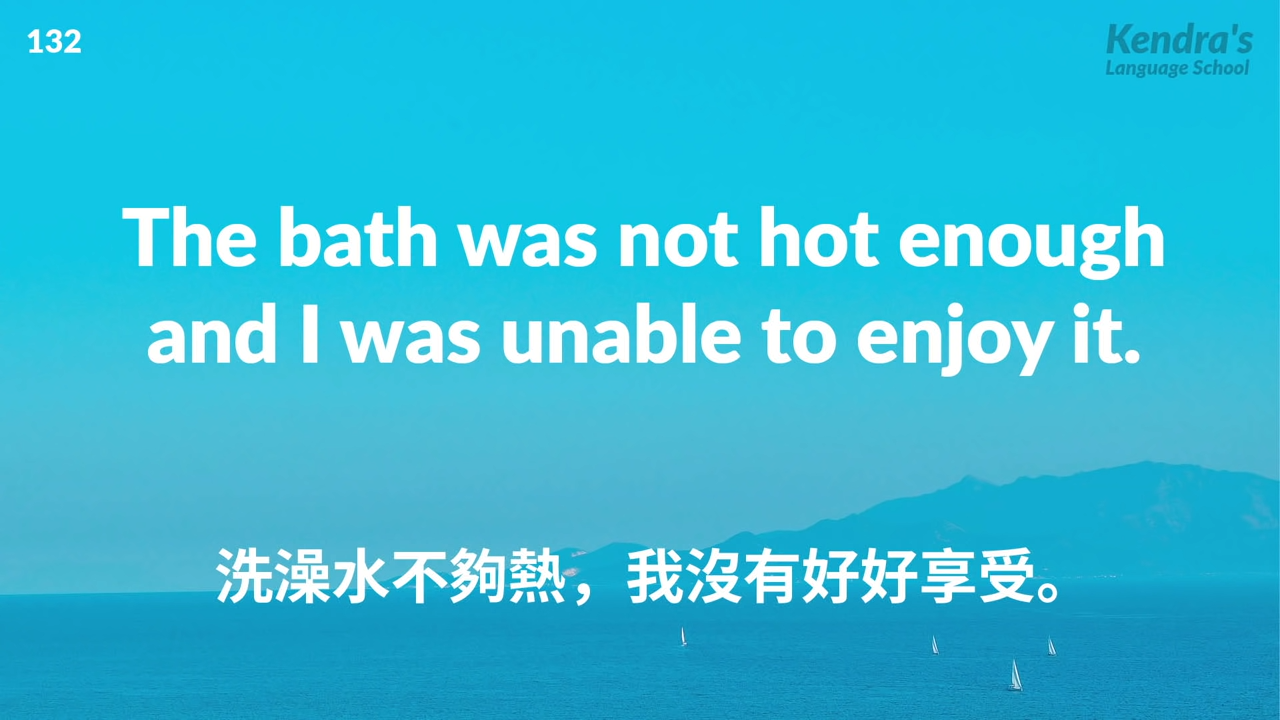 132
Kendra's
Language School
The bath was not hot enough
and I was unable to enjoy it.
洗澡水不夠熱，我沒有好好享受。